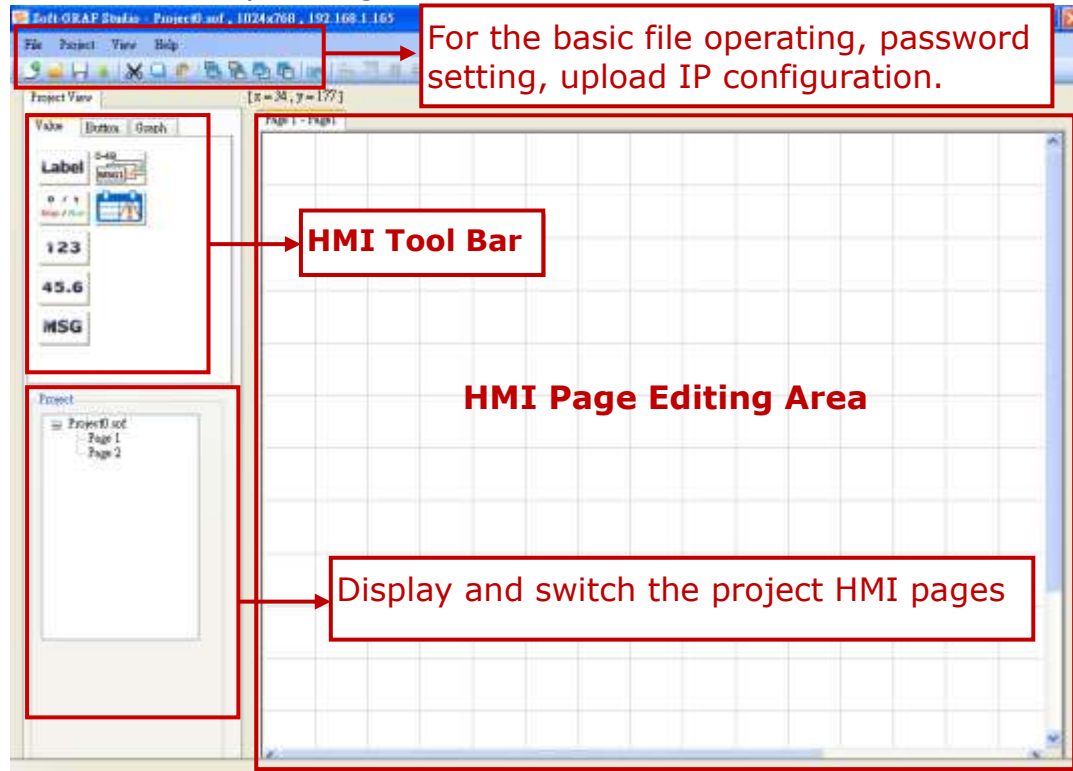 Soft-GRAF Studio - Project0.sof , 1024x768 , 192.168.1.165
File Project View Help
For the basic file operating, password
setting, upload IP configuration.
Project View
[x = 34 , y = 177]
Value Button Graph
Page 1 - Page1
Label
0 / 1
123
45.6
MSG
HMI Tool Bar
HMI Page Editing Area
Project
Project0.sof
Page 1
Page 2
Display and switch the project HMI pages